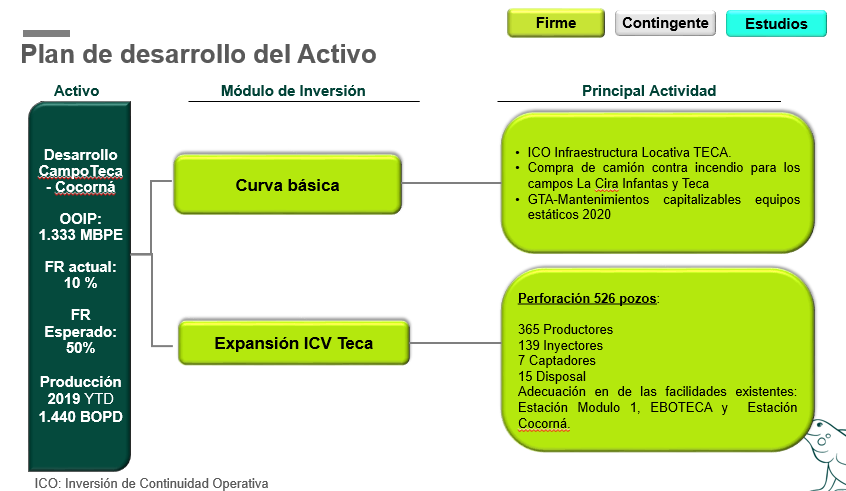 Firme
Contingente
Estudios
Plan de desarrollo del Activo
Activo
Módulo de Inversión
Principal Actividad
Desarrollo
CampoTeca
- Cocorná
OOIP:
1.333 MBPE
FR actual:
10 %
FR
Esperado:
50%
Producción
2019 YTD
1.440 BOPD
Curva básica
• ICO Infraestructura Locativa TECA.
• Compra de camión contra incendio para los
campos La Cira Infantas y Teca
• GTA-Mantenimientos capitalizables equipos
estáticos 2020
Expansión ICV Teca
Perforación 526 pozos:
365 Productores
139 Inyectores
7 Captadores
15 Disposal
Adecuación en de las facilidades existentes:
Estación Modulo 1, EBOTECA y Estación
Cocorná.
ICO: Inversión de Continuidad Operativa